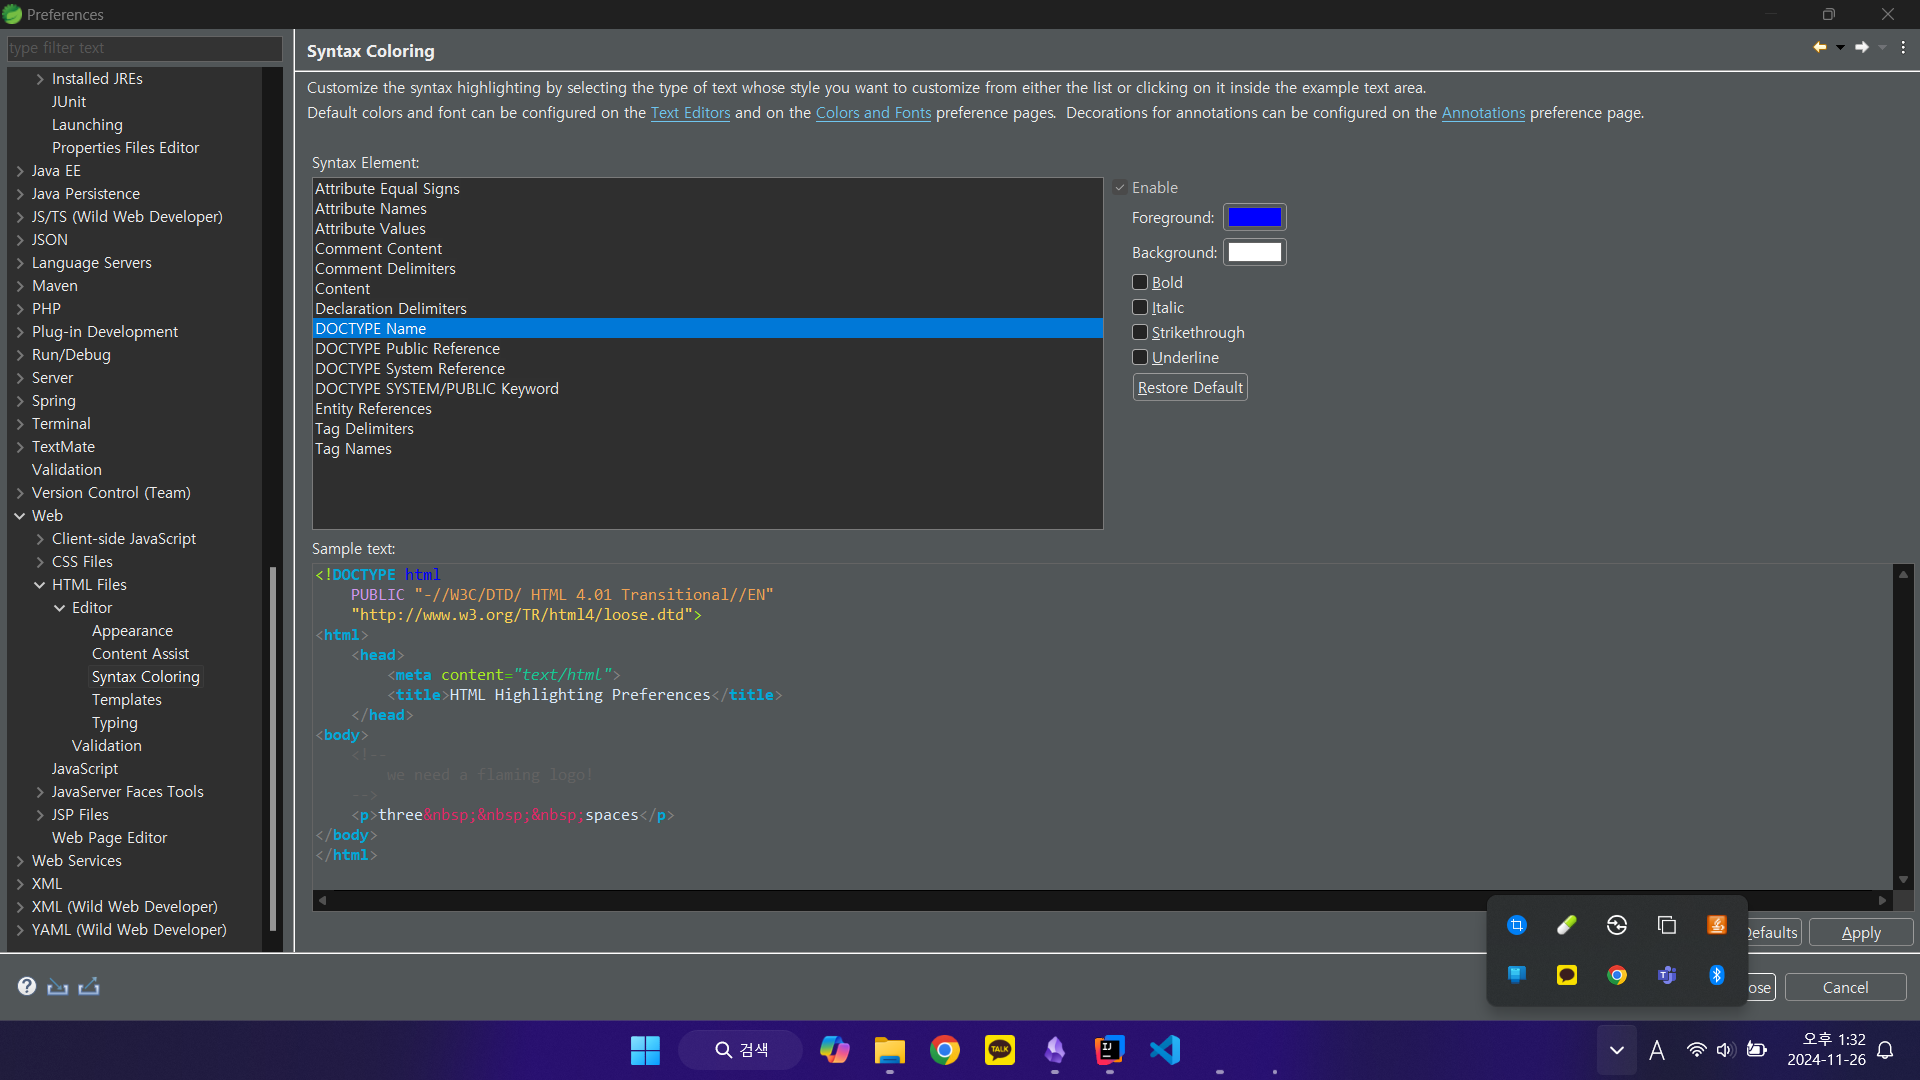 Preferences
type filter text
Installed JREs
JUnit
Launching
Properties Files Editor
Java EE
Java Persistence
JS/TS (Wild Web Developer)
JSON
Language Servers
Maven
PHP
Plug-in Development
Run/Debug
Server
Spring
Terminal
TextMate
Validation
Version Control (Team)
Web
Client-side JavaScript
CSS Files
HTML Files
Editor
Appearance
Content Assist
Syntax Coloring
Templates
Typing
Validation
JavaScript
JavaServer Faces Tools
JSP Files
Web Page Editor
Web Services
XML
XML (Wild Web Developer)
YAML (Wild Web Developer)
Syntax Coloring
Customize the syntax highlighting by selecting the type of text whose style you want to customize from either the list or clicking on it inside the example text area.
Default colors and font can be configured on the Text Editors and on the Colors and Fonts preference pages.  Decorations for annotations can be configured on the Annotations preference page.
Syntax Element:
Attribute Equal Signs
Attribute Names
Attribute Values
Comment Content
Comment Delimiters
Content
Declaration Delimiters
DOCTYPE Name
DOCTYPE Public Reference
DOCTYPE System Reference
DOCTYPE SYSTEM/PUBLIC Keyword
Entity References
Tag Delimiters
Tag Names
Enable
Foreground:
Background:
Bold
Italic
Strikethrough
Underline
Restore Default
Sample text:
<!DOCTYPE html
PUBLIC "-//W3C/DTD/ HTML 4.01 Transitional//EN"
"http://www.w3.org/TR/html4/loose.dtd">
<html>
<head>
<meta content="text/html">
<title>HTML Highlighting Preferences</title>
</head>
<body>
<!--
we need a flaming logo!
-->
<p>three&nbsp;&nbsp;&nbsp;spaces</p>
</body>
</html>
Defaults
Apply
ose
Cancel
검색
TALK
IJ
A
오후 1:32
2024-11-26